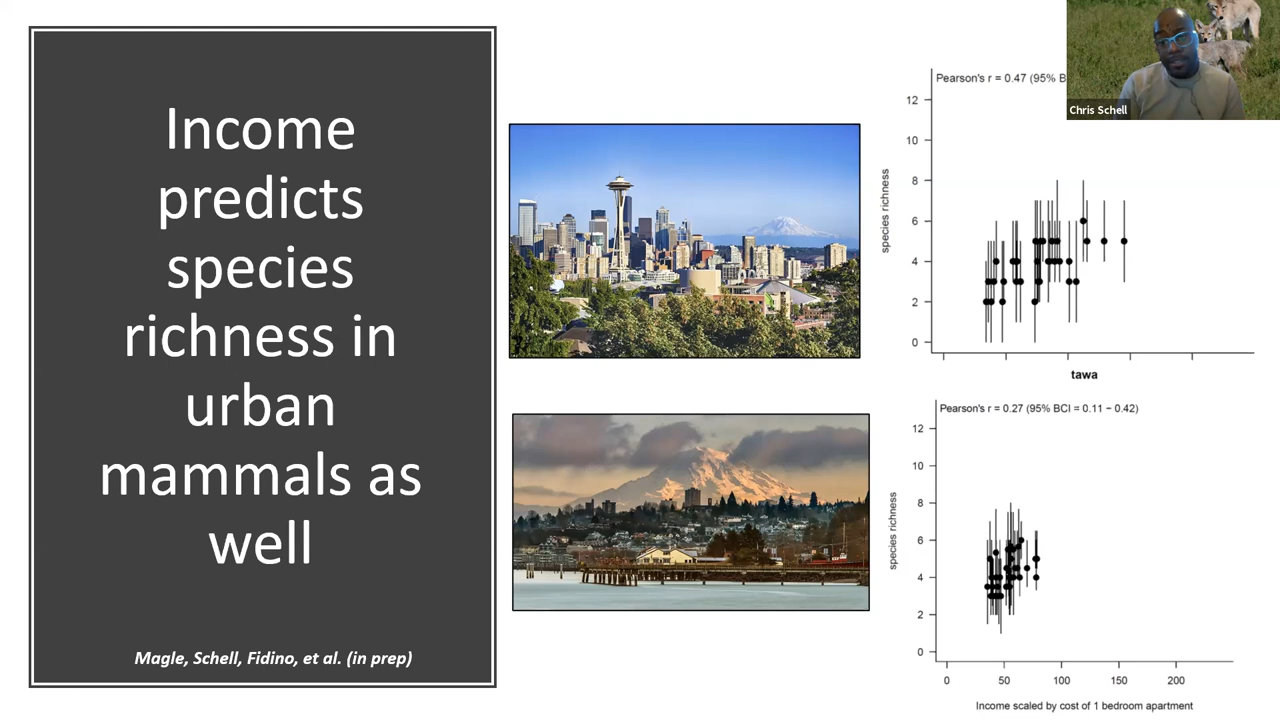 Income
predicts
species
richness in
urban
mammals as
well
Magle, Schell, Fidino, et al. (in prep)
Pearson's r = 0.47 (95% B
species richness
12
10
8
6
4
2
0
tawa
Pearson's r = 0.27 (95% BCI = 0.11 − 0.42)
species richness
12
10
8
6
4
2
0
0 50 100 150 200
Income scaled by cost of 1 bedroom apartment
Chris Schell